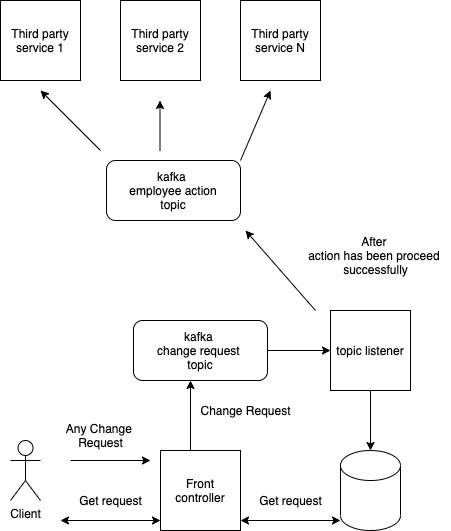 Third party
service 1
Third party
service 2
Third party
service N
kafka
employee action
topic
After
action has been proceed
successfully
kafka
change request
topic
topic listener
Change Request
Any Change
Request
Front
controller
Get request
Get request
Client